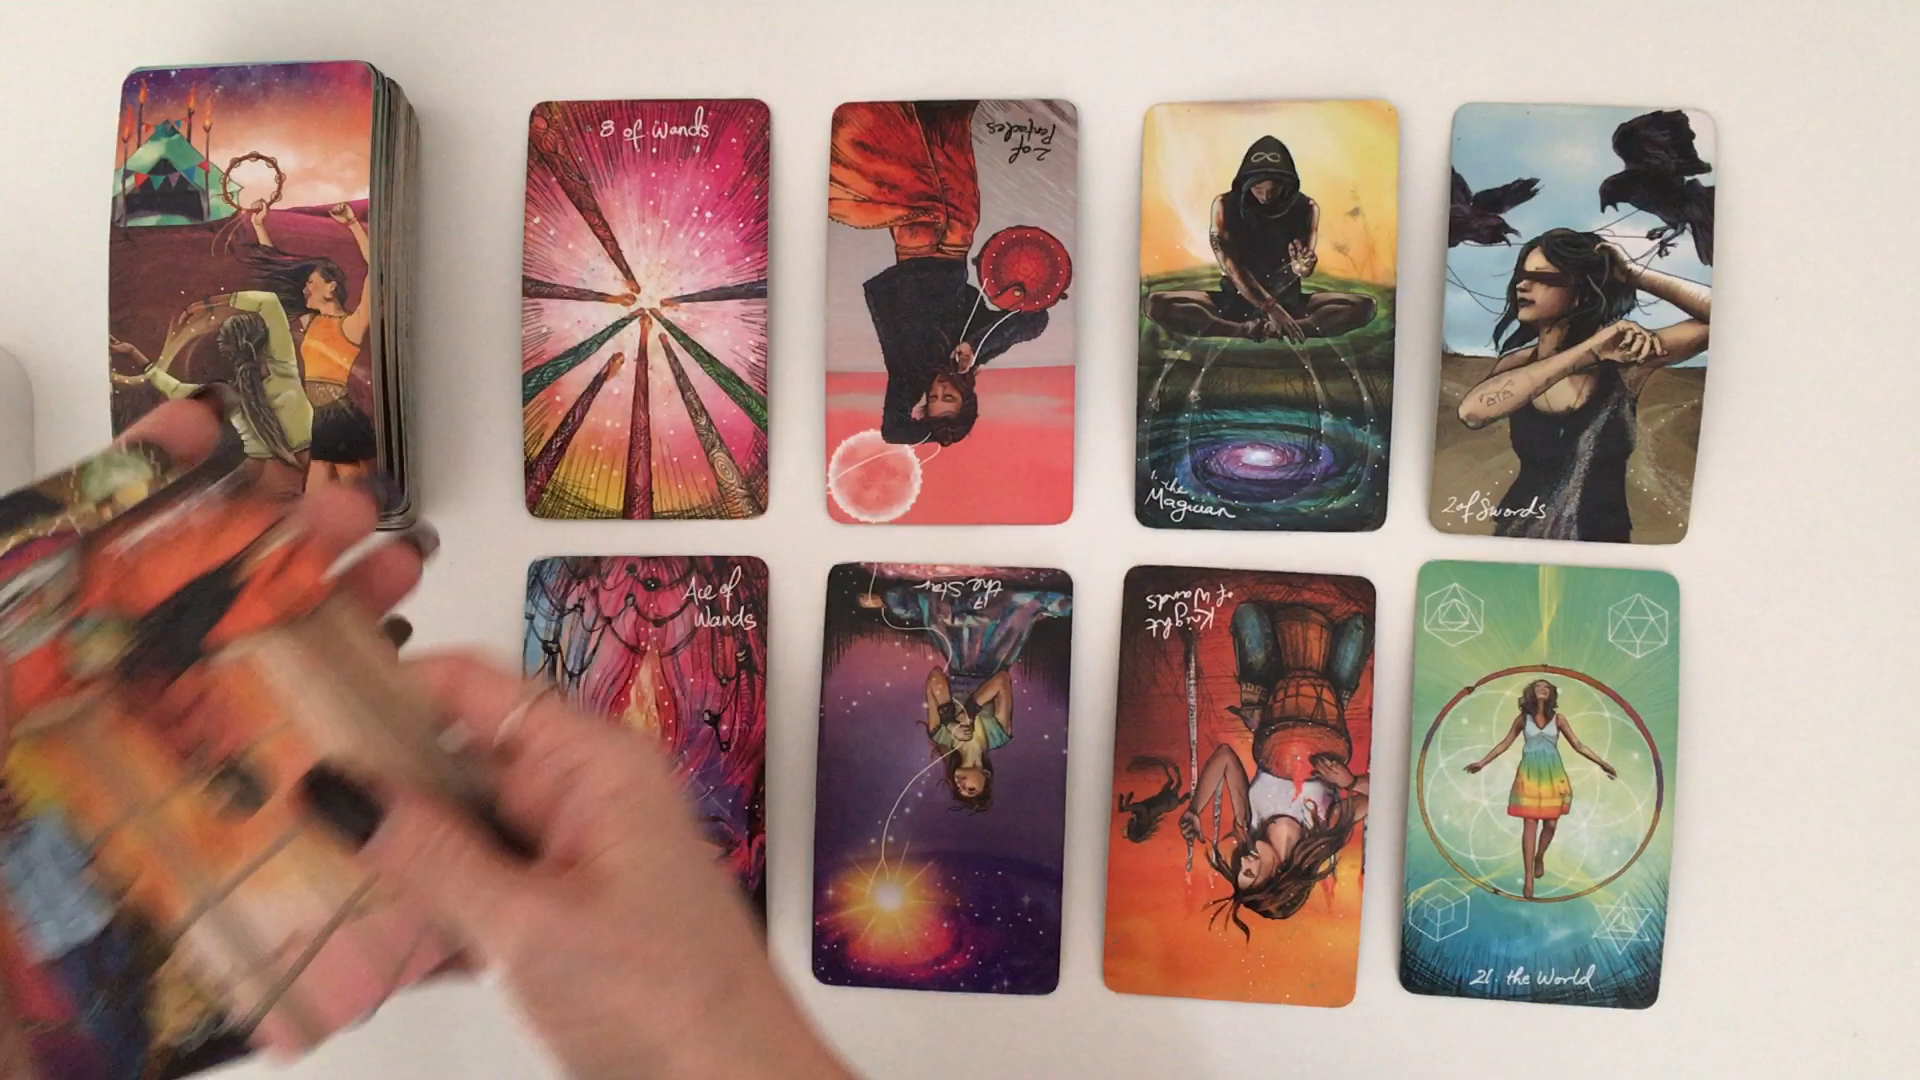 8 of Wands
2 of
Pentacles
1. the
Magician
2 of Swords
Ace of
Wands
17
the Star
Knight
of Wands
21. the World